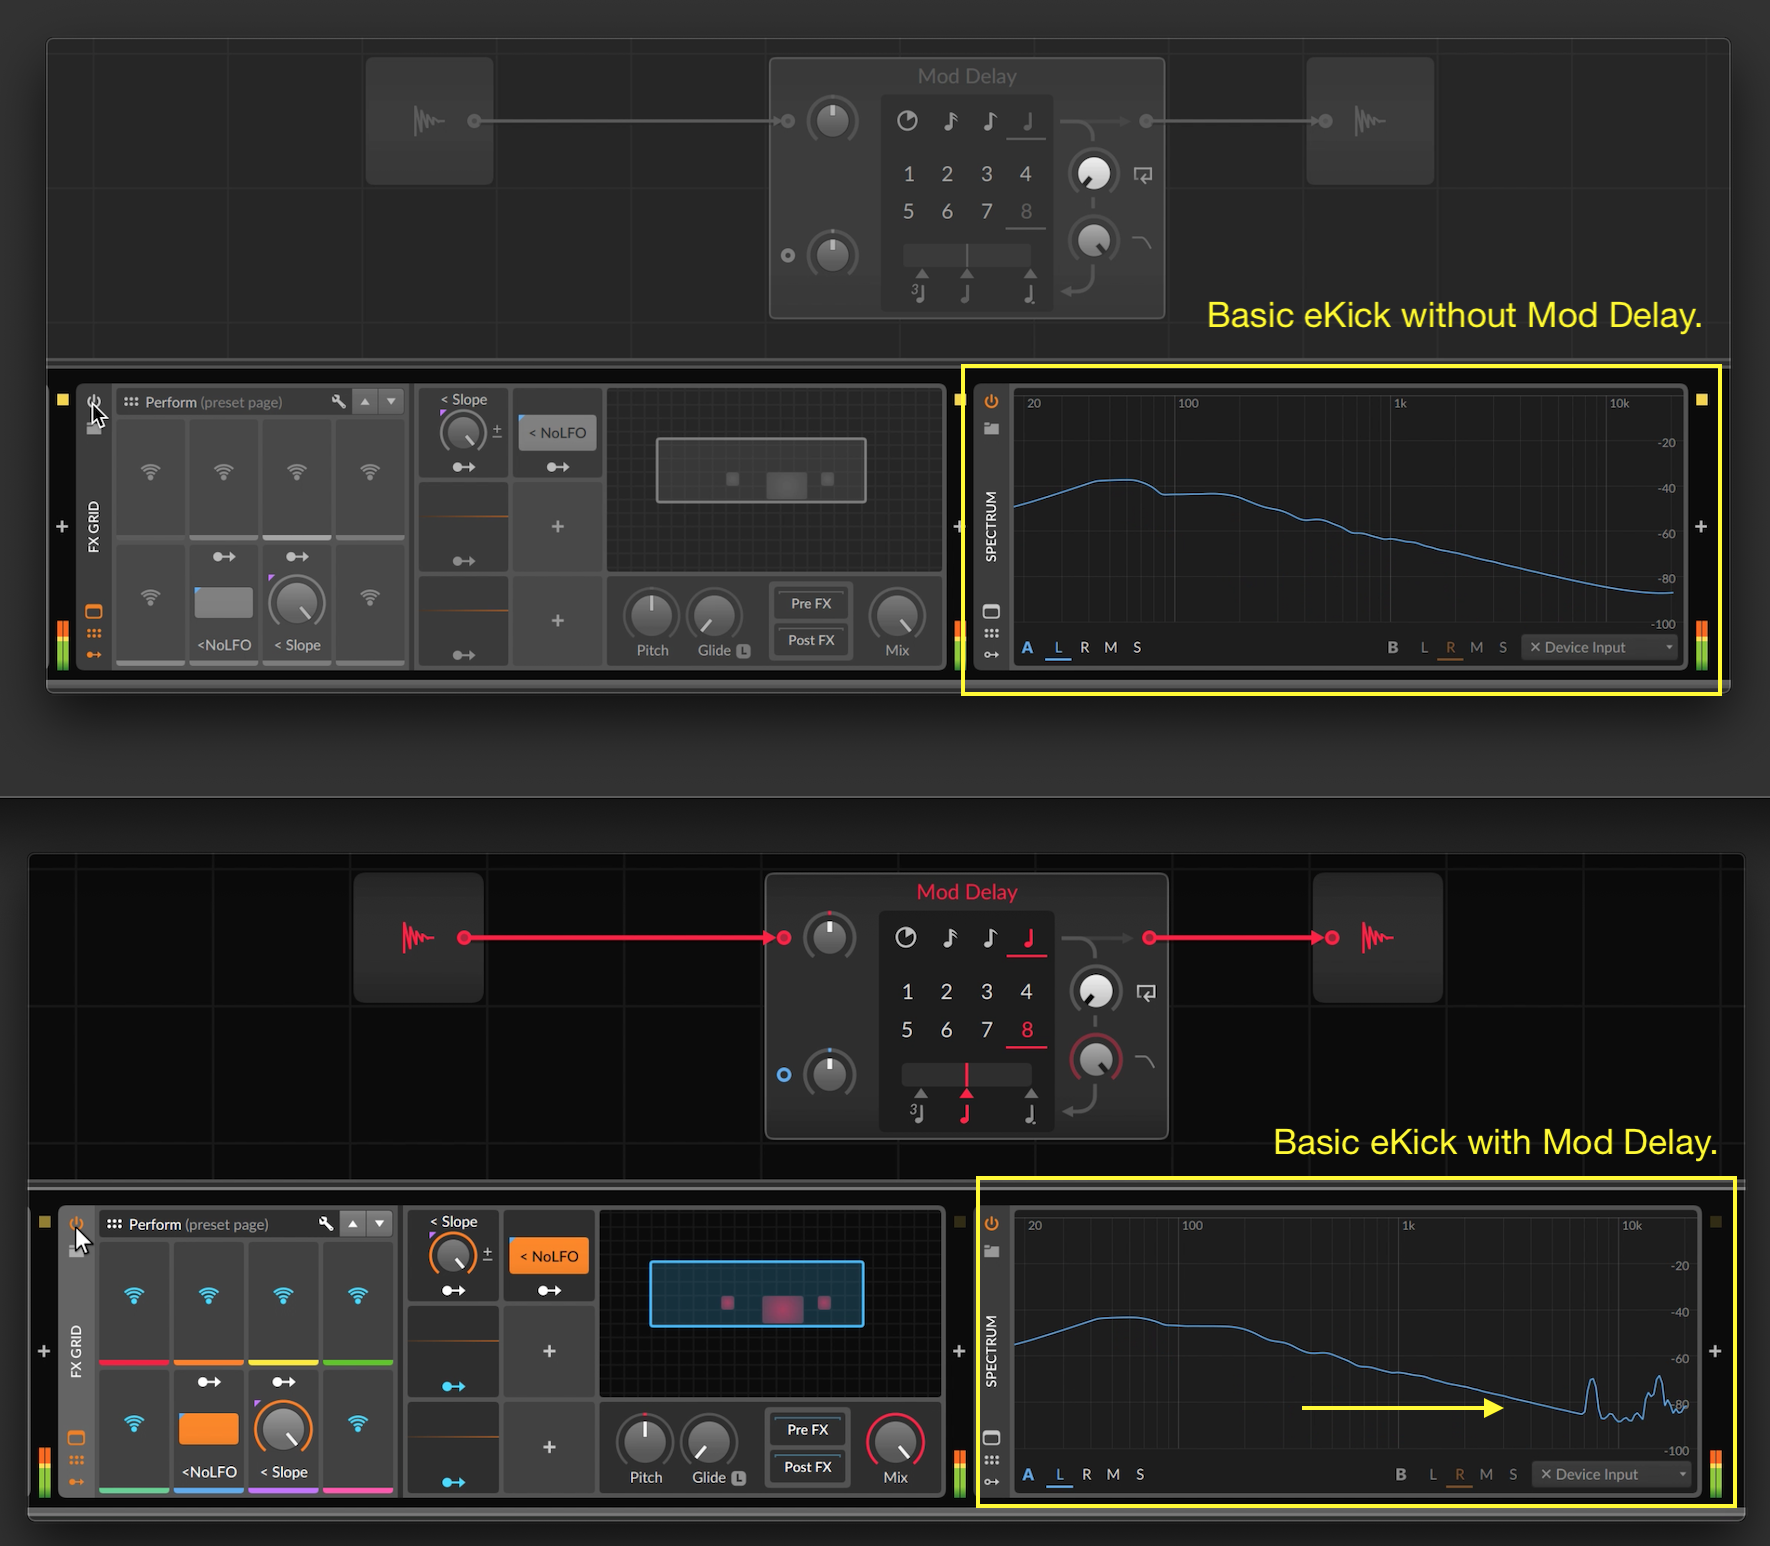 Mod Delay
1 2 3 4
5 6 7 8
3
Basic eKick without Mod Delay.
FX GRID
Perform (preset page)
<NoLFO
< Slope
< Slope
±
< NoLFO
+
+
Pitch
Glide L
Pre FX
Post FX
Mix
SPECTRUM
20 100 1k 10k
-20
-40
-60
-80
-100
A L R M S
B L R M S × Device Input
Mod Delay
1 2 3 4
5 6 7 8
3
Basic eKick with Mod Delay.
FX GRID
Perform (preset page)
<NoLFO
< Slope
< Slope
±
< NoLFO
+
+
Pitch
Glide L
Pre FX
Post FX
Mix
SPECTRUM
20 100 1k 10k
-20
-40
-60
-80
-100
A L R M S
B L R M S × Device Input